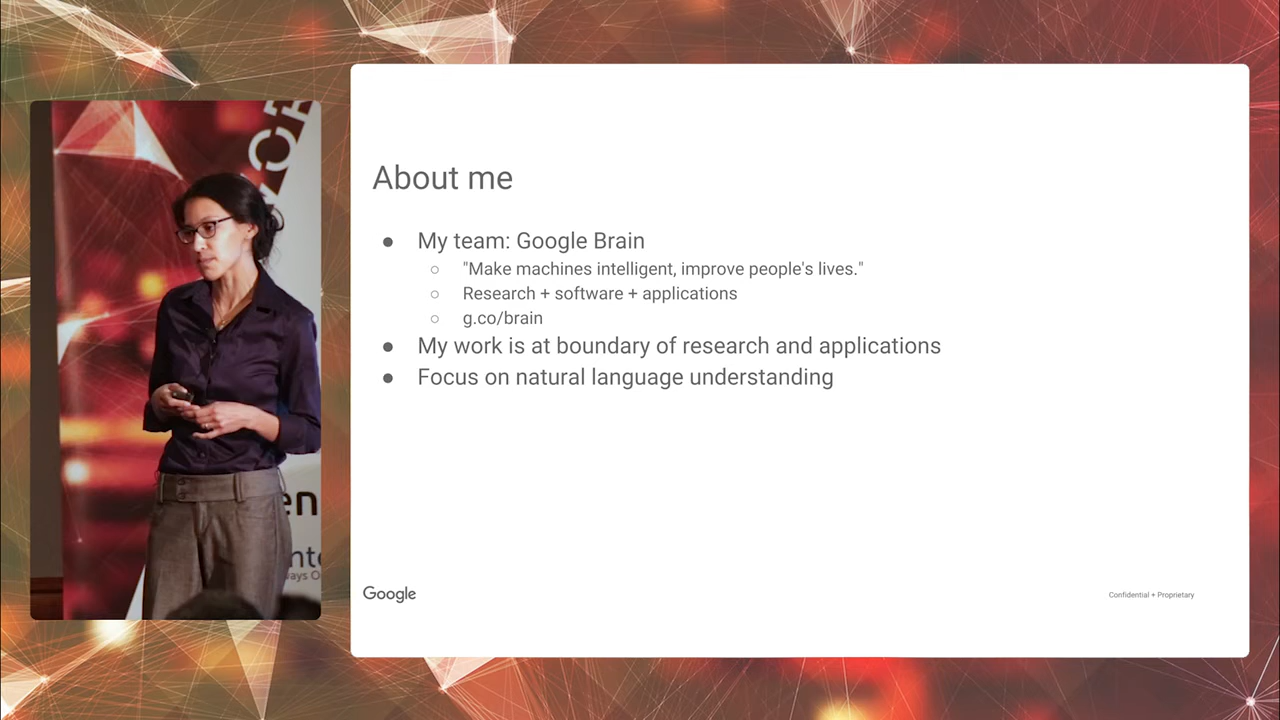 About me
● My team: Google Brain
○ "Make machines intelligent, improve people's lives."
○ Research + software + applications
○ g.co/brain
● My work is at boundary of research and applications
● Focus on natural language understanding
Google
Confidential + Proprietary